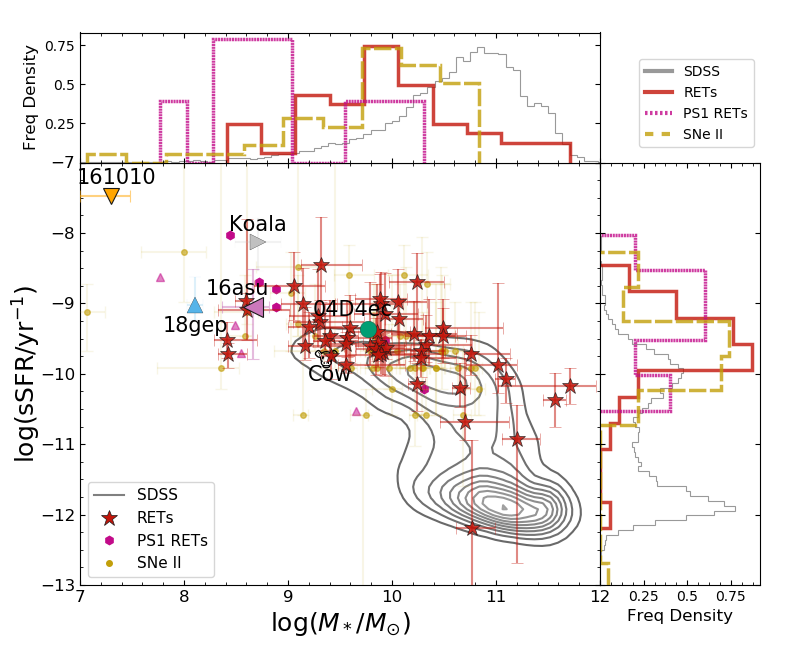 Freq Density
0.75
0.5
0.25
−7
SDSS
RETs
PS1 RETs
SNe II
161010
Koala
16asu
04D4ec
18gep
Cow
log(sSFR/yr⁻¹)
−8
−9
−10
−11
−12
−13
SDSS
RETs
PS1 RETs
SNe II
7
8
9
10
11
12
log(M*/M⊙)
0.25
0.5
0.75
Freq Density